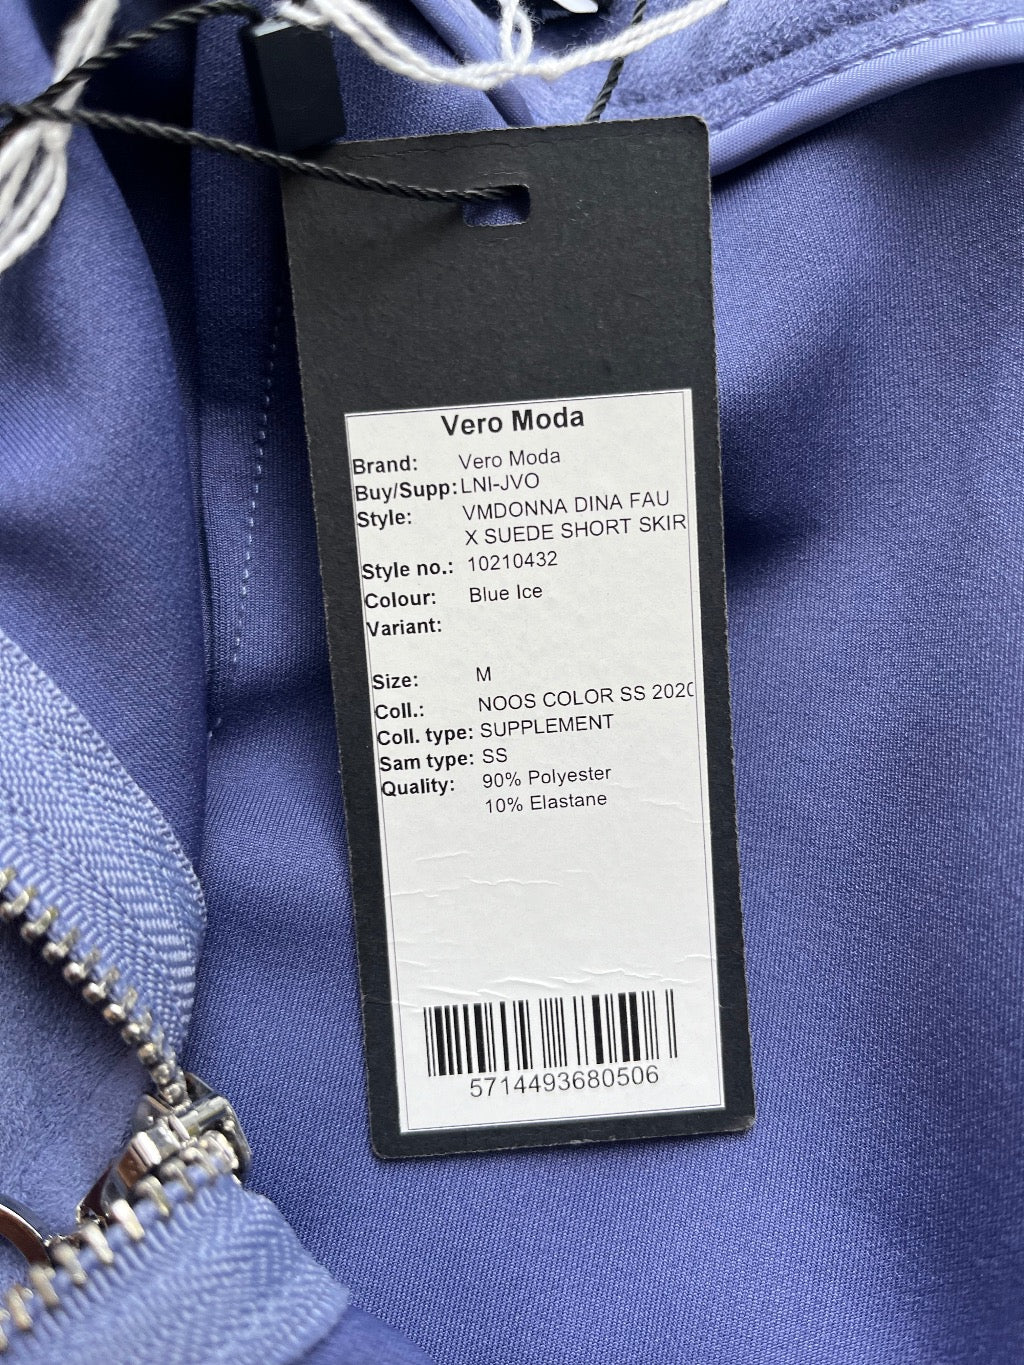 Vero Moda
Brand: Vero Moda
Buy/Supp: LNI-JVO
Style: VMDONNA DINA FAU
X SUEDE SHORT SKIR
Style no.: 10210432
Colour: Blue Ice
Variant:
Size: M
Coll.: NOOS COLOR SS 2020
Coll. type: SUPPLEMENT
Sam type: SS
Quality: 90% Polyester
10% Elastane
5714493680506